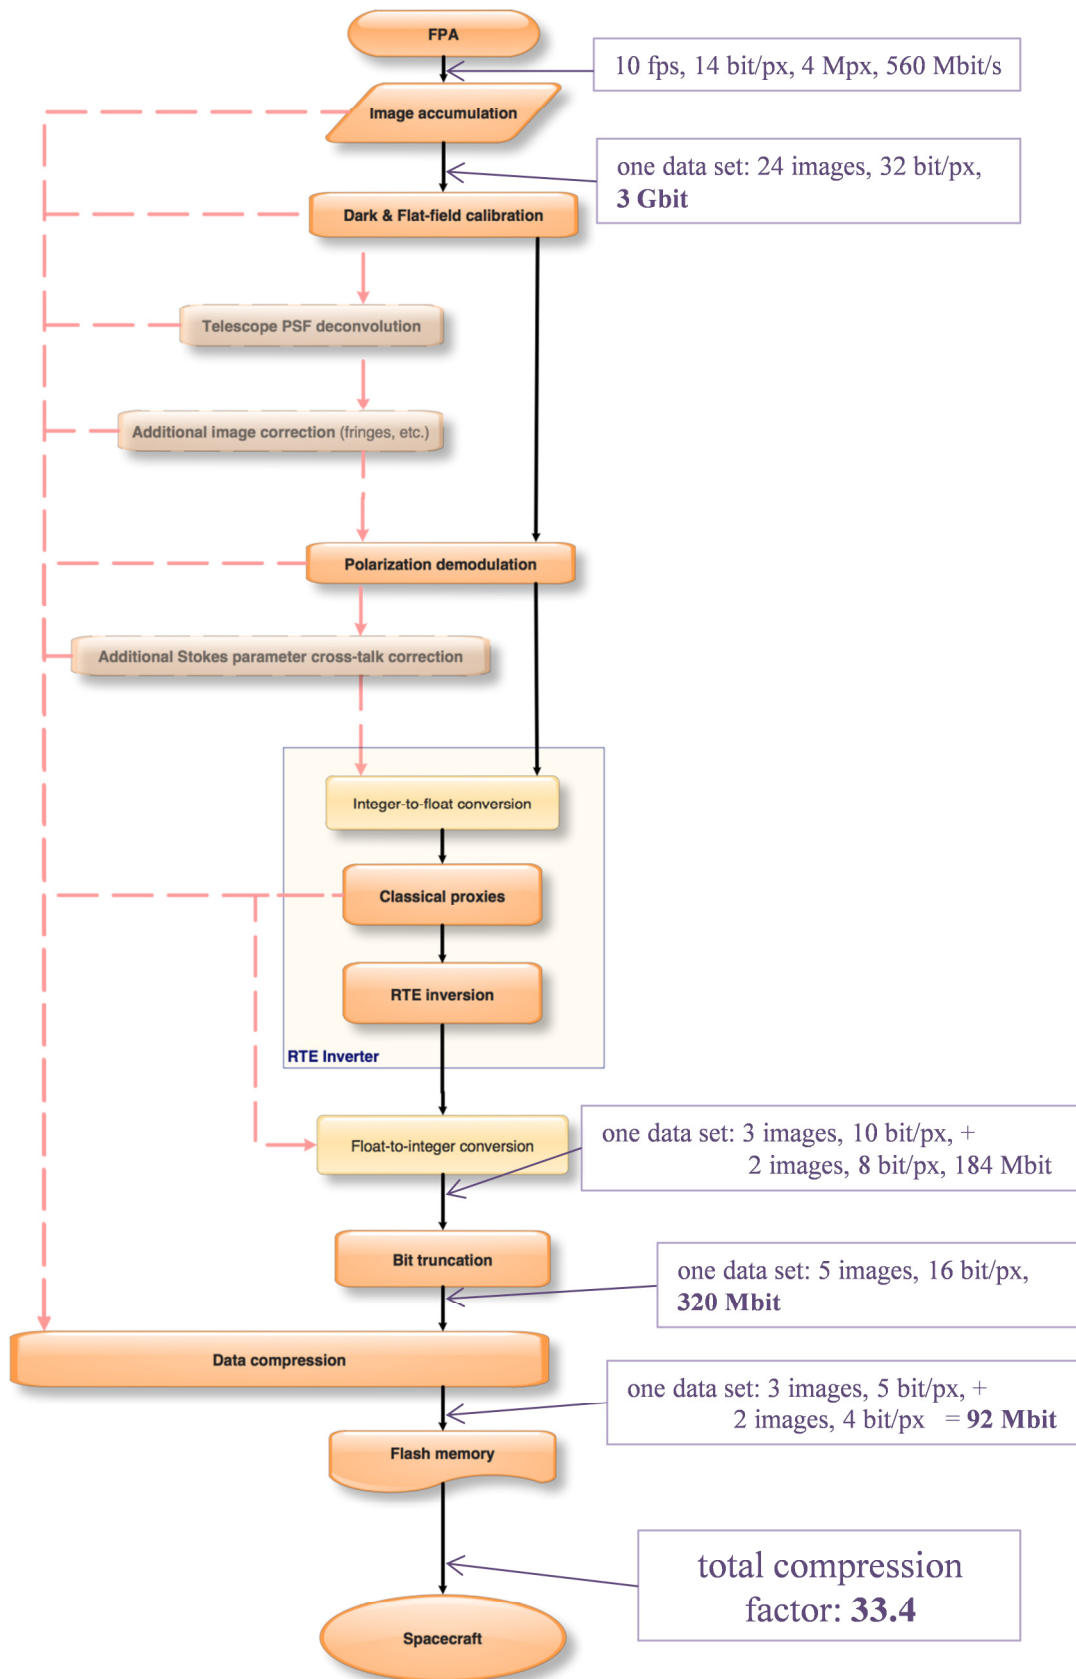 FPA
10 fps, 14 bit/px, 4 Mpx, 560 Mbit/s
Image accumulation
one data set: 24 images, 32 bit/px,
3 Gbit
Dark & Flat-field calibration
Telescope PSF deconvolution
Additional image correction (fringes, etc.)
Polarization demodulation
Additional Stokes parameter cross-talk correction
Integer-to-float conversion
Classical proxies
RTE inversion
RTE Inverter
one data set: 3 images, 10 bit/px, +
2 images, 8 bit/px, 184 Mbit
Float-to-integer conversion
Bit truncation
one data set: 5 images, 16 bit/px,
320 Mbit
Data compression
one data set: 3 images, 5 bit/px, +
2 images, 4 bit/px = 92 Mbit
Flash memory
total compression
factor: 33.4
Spacecraft